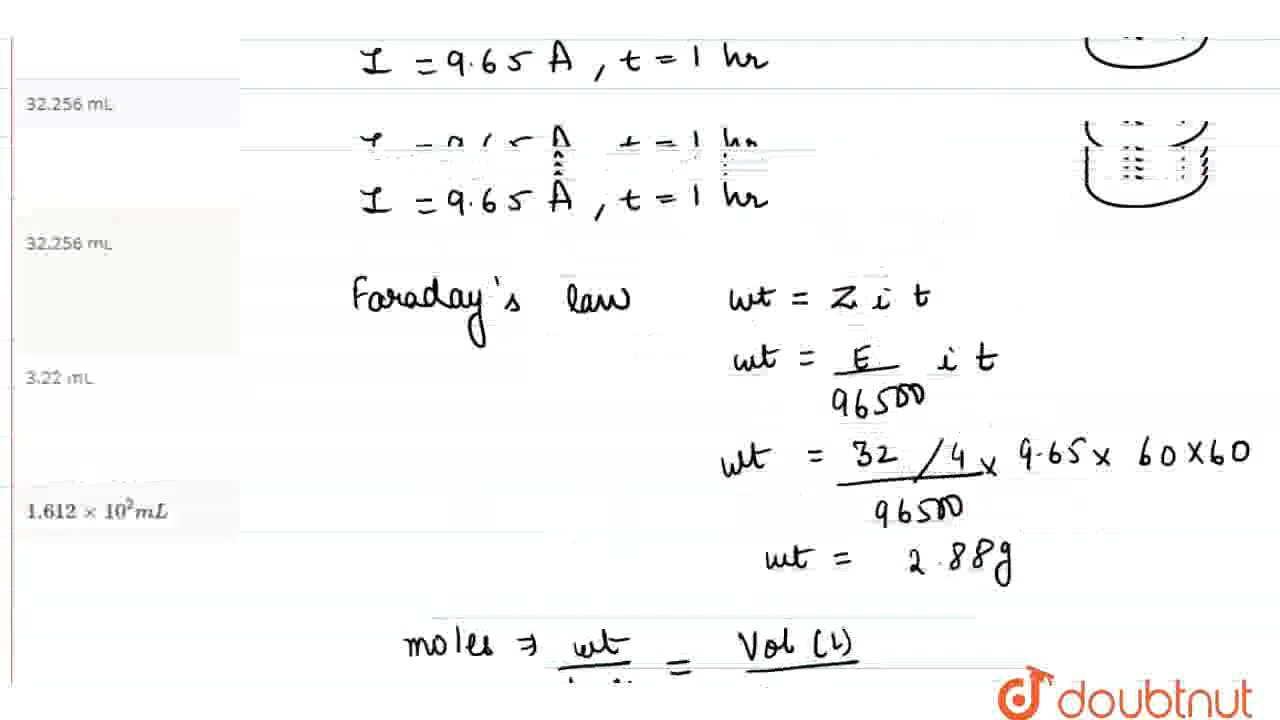 I = 9.65 A, t = 1 hr
32.256 mL
I = 9.65 A, t = 1 hr
32.256 mL
Faraday's law wt = Z i t
wt = E/96500 i t
3.22 mL
wt = 32/4 × 9.65 × 60 × 60
96500
1.612 × 10² mL
wt = 2.88g
moles ⇒ wt = Vol (L)
doubtnut